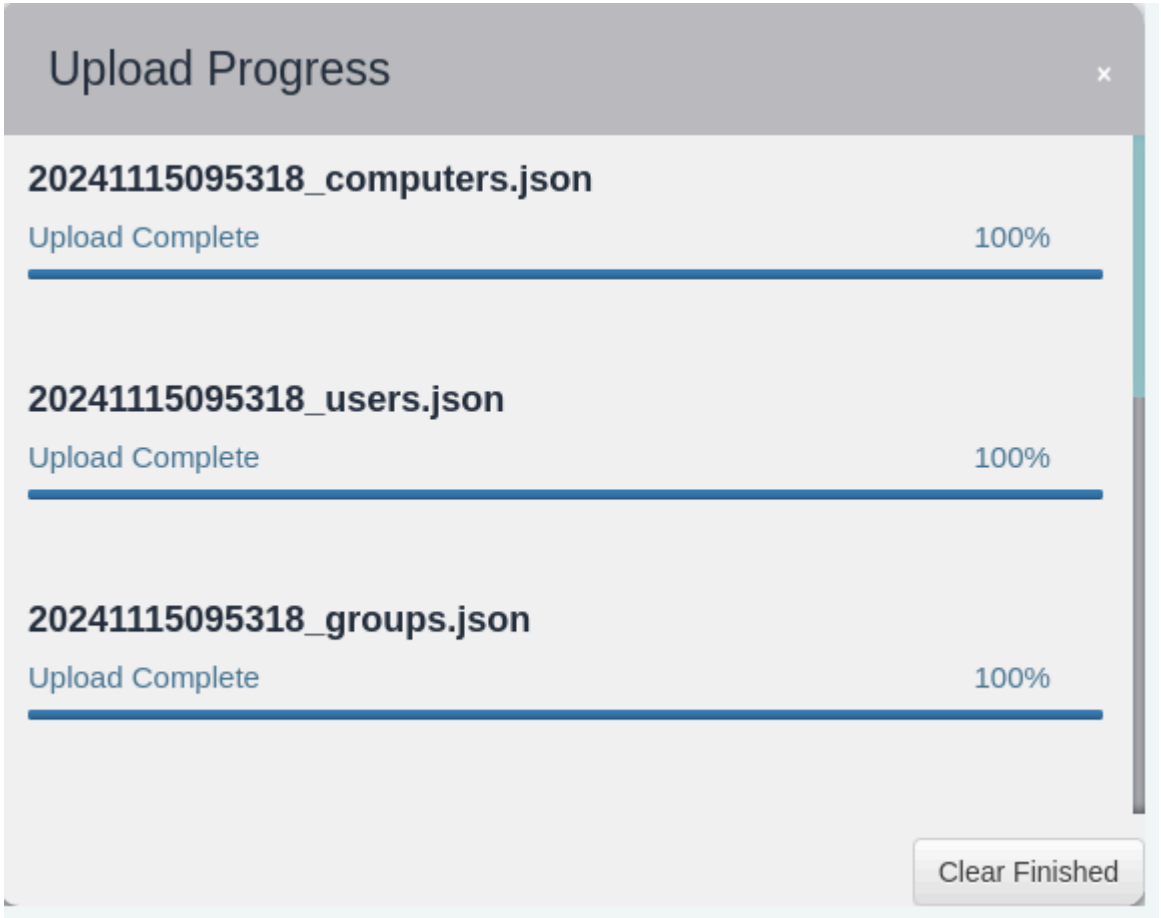 Upload Progress ×
20241115095318_computers.json
Upload Complete 100%
20241115095318_users.json
Upload Complete 100%
20241115095318_groups.json
Upload Complete 100%
Clear Finished